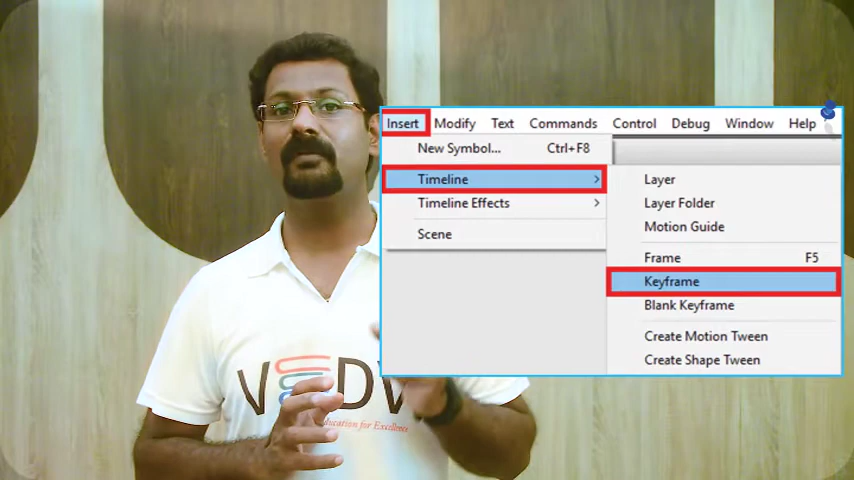 Insert Modify Text Commands Control Debug Window Help
New Symbol... Ctrl+F8
Timeline
Timeline Effects
Scene
Layer
Layer Folder
Motion Guide
Frame F5
Keyframe
Blank Keyframe
Create Motion Tween
Create Shape Tween
for Excellence